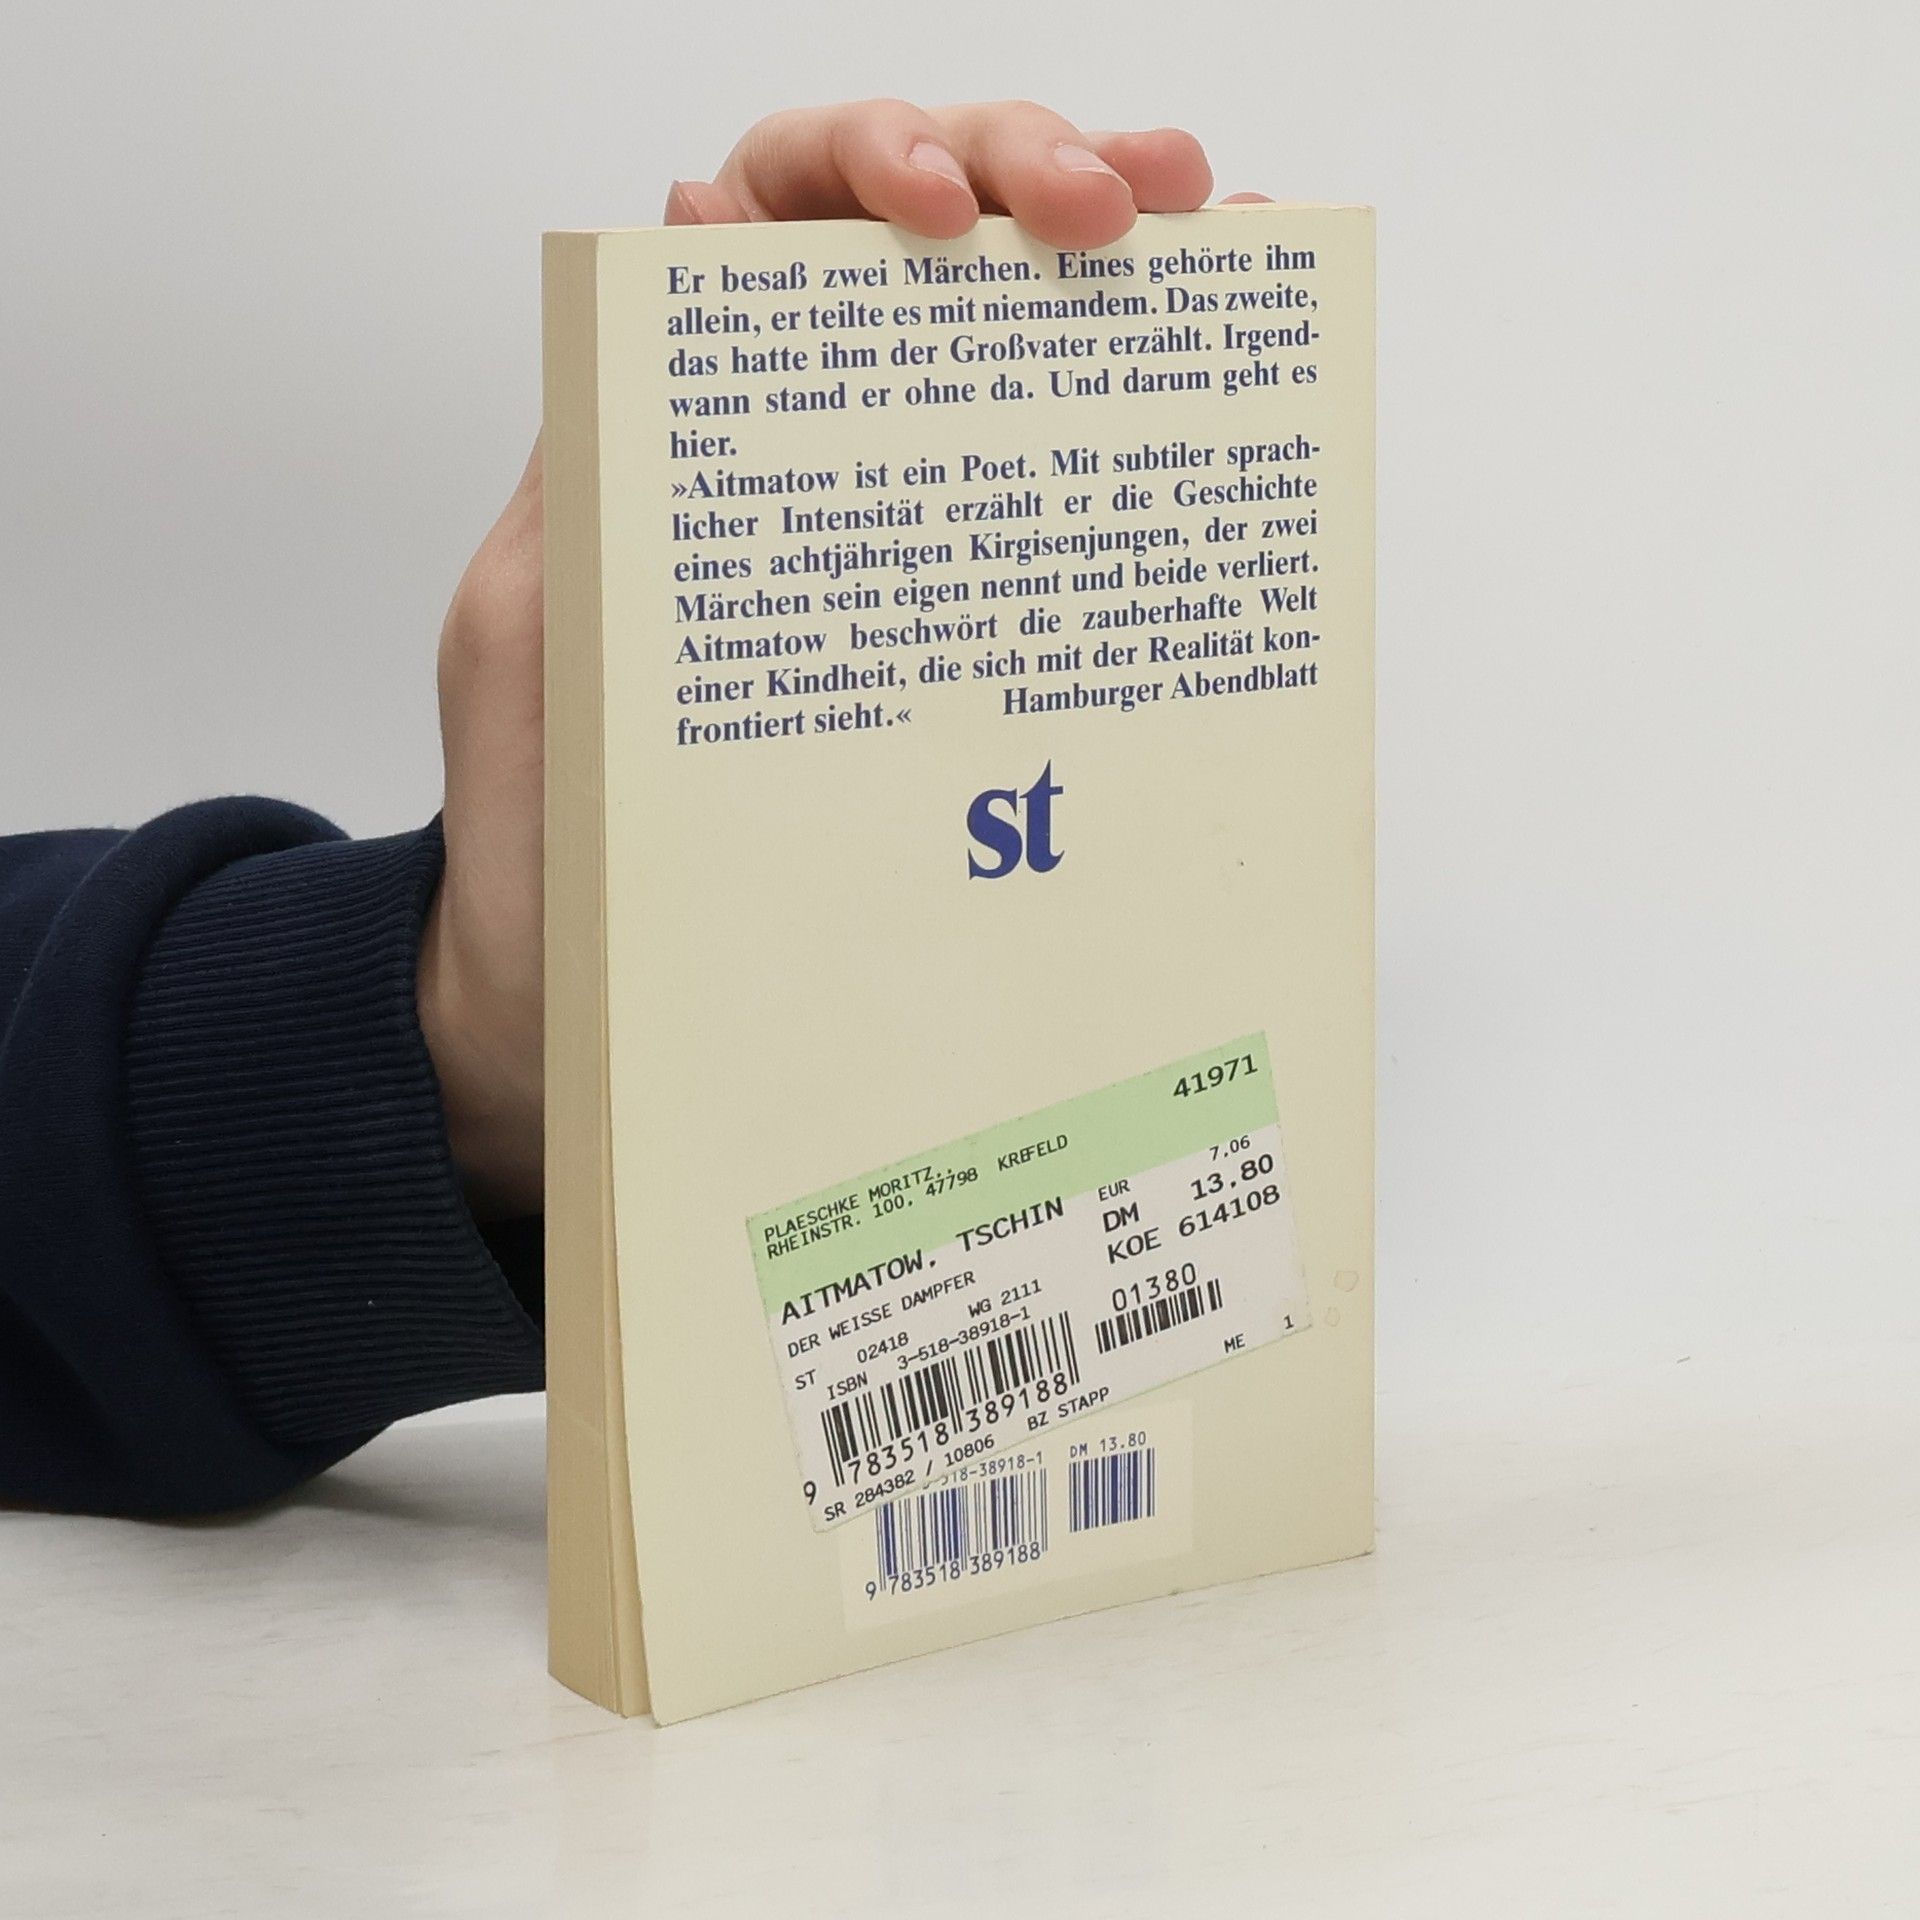 Er besaß zwei Märchen. Eines gehörte ihm
allein, er teilte es mit niemandem. Das zweite,
das hatte ihm der Großvater erzählt. Irgend-
wann stand er ohne da. Und darum geht es
hier.
»Aitmatow ist ein Poet. Mit subtiler sprach-
licher Intensität erzählt er die Geschichte
eines achtjährigen Kirgisenjungen, der zwei
Märchen sein eigen nennt und beide verliert.
Aitmatow beschwört die zauberhafte Welt
einer Kindheit, die sich mit der Realität kon-
frontiert sieht.« Hamburger Abendblatt
st
41971
PLAESCHKE MORITZ..
RHEINSTR. 100. 47798 KREFELD
EUR 7.06
AITMATOW. TSCHIN DM 13.80
DER WEISSE DAMPFER KOE 614108
ST 02418 WG 2111
ISBN 3-518-38918-1 01380
9 783518 389188 ME 1
SR 284382 / 10806 BZ STAPP
518-38918-1 DM 13.80
9 783518 389188